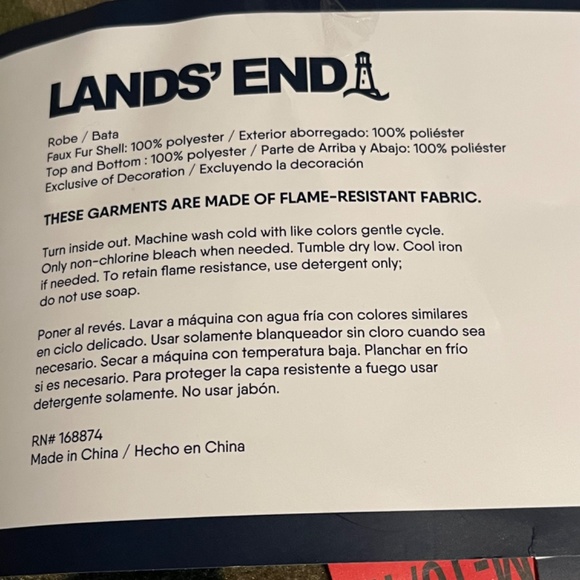 LANDS' END
Robe / Bata
Faux Fur Shell: 100% polyester / Exterior aborregado: 100% poliéster
Top and Bottom : 100% polyester / Parte de Arriba y Abajo: 100% poliéster
Exclusive of Decoration / Excluyendo la decoración
THESE GARMENTS ARE MADE OF FLAME-RESISTANT FABRIC.
Turn inside out. Machine wash cold with like colors gentle cycle.
Only non-chlorine bleach when needed. Tumble dry low. Cool iron
if needed. To retain flame resistance, use detergent only;
do not use soap.
Poner al revés. Lavar a máquina con agua fría con colores similares
en ciclo delicado. Usar solamente blanqueador sin cloro cuando sea
necesario. Secar a máquina con temperatura baja. Planchar en frío
si es necesario. Para proteger la capa resistente a fuego usar
detergente solamente. No usar jabón.
RN# 168874
Made in China / Hecho en China